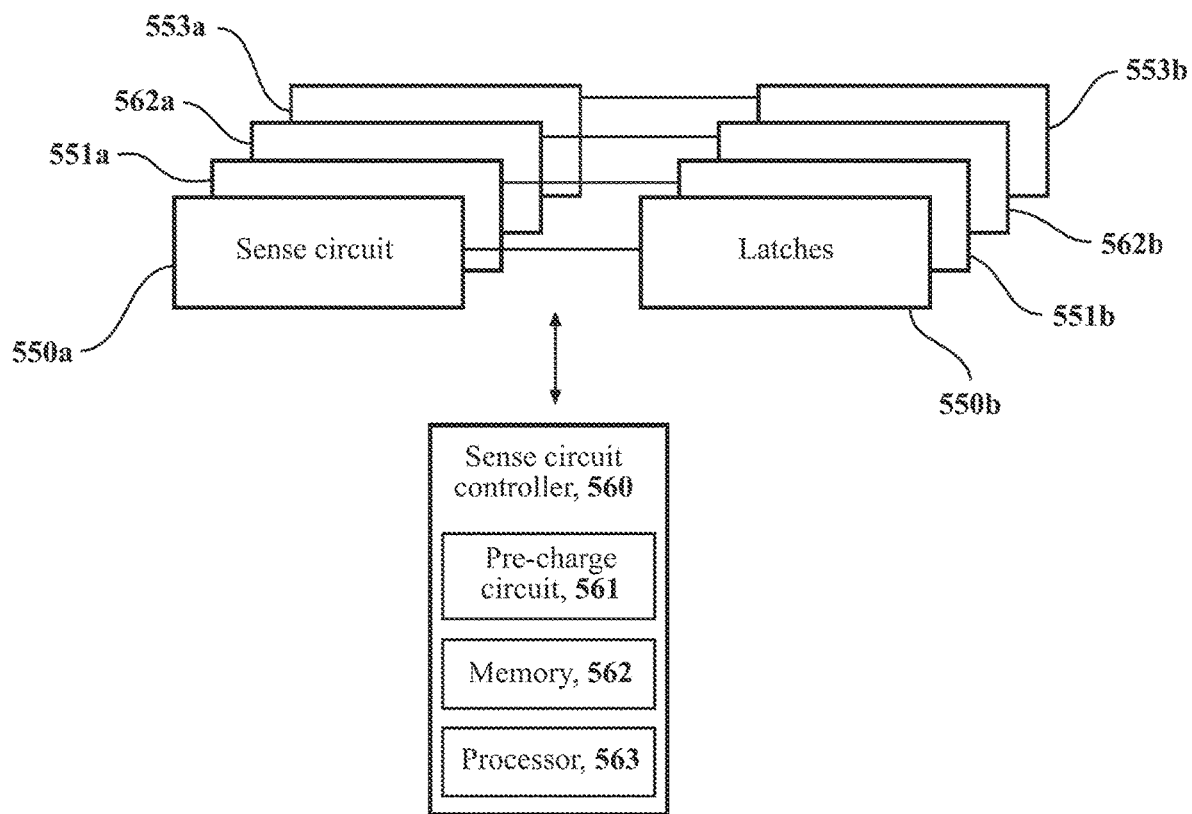 553a
553b
562a
551a
Sense circuit
Latches
562b
551b
550a
550b
Sense circuit
controller, 560
Pre-charge
circuit, 561
Memory, 562
Processor, 563